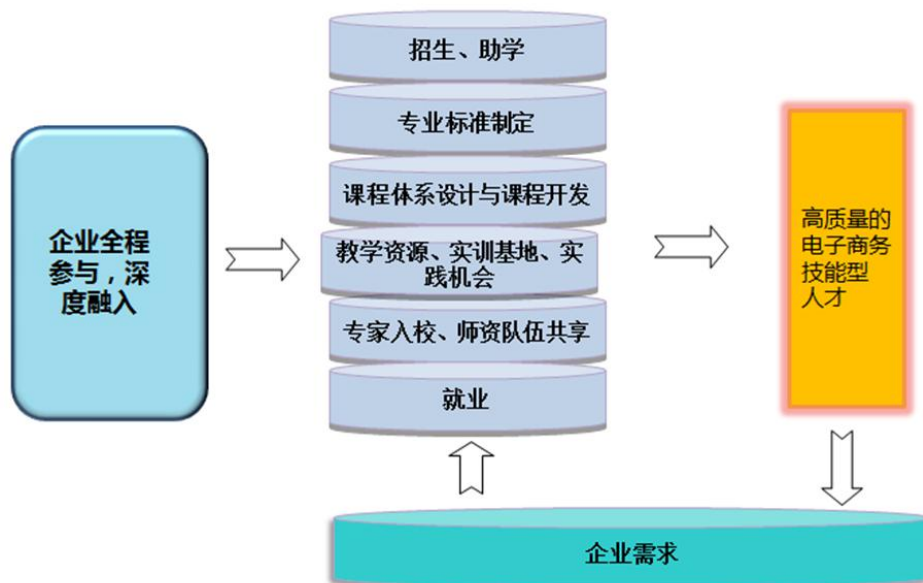 招生、助学
专业标准制定
课程体系设计与课程开发
教学资源、实训基地、实
践机会
专家入校、师资队伍共享
就业
企业全程
参与，深
度融入
高质量的
电子商务
技能型
人才
企业需求